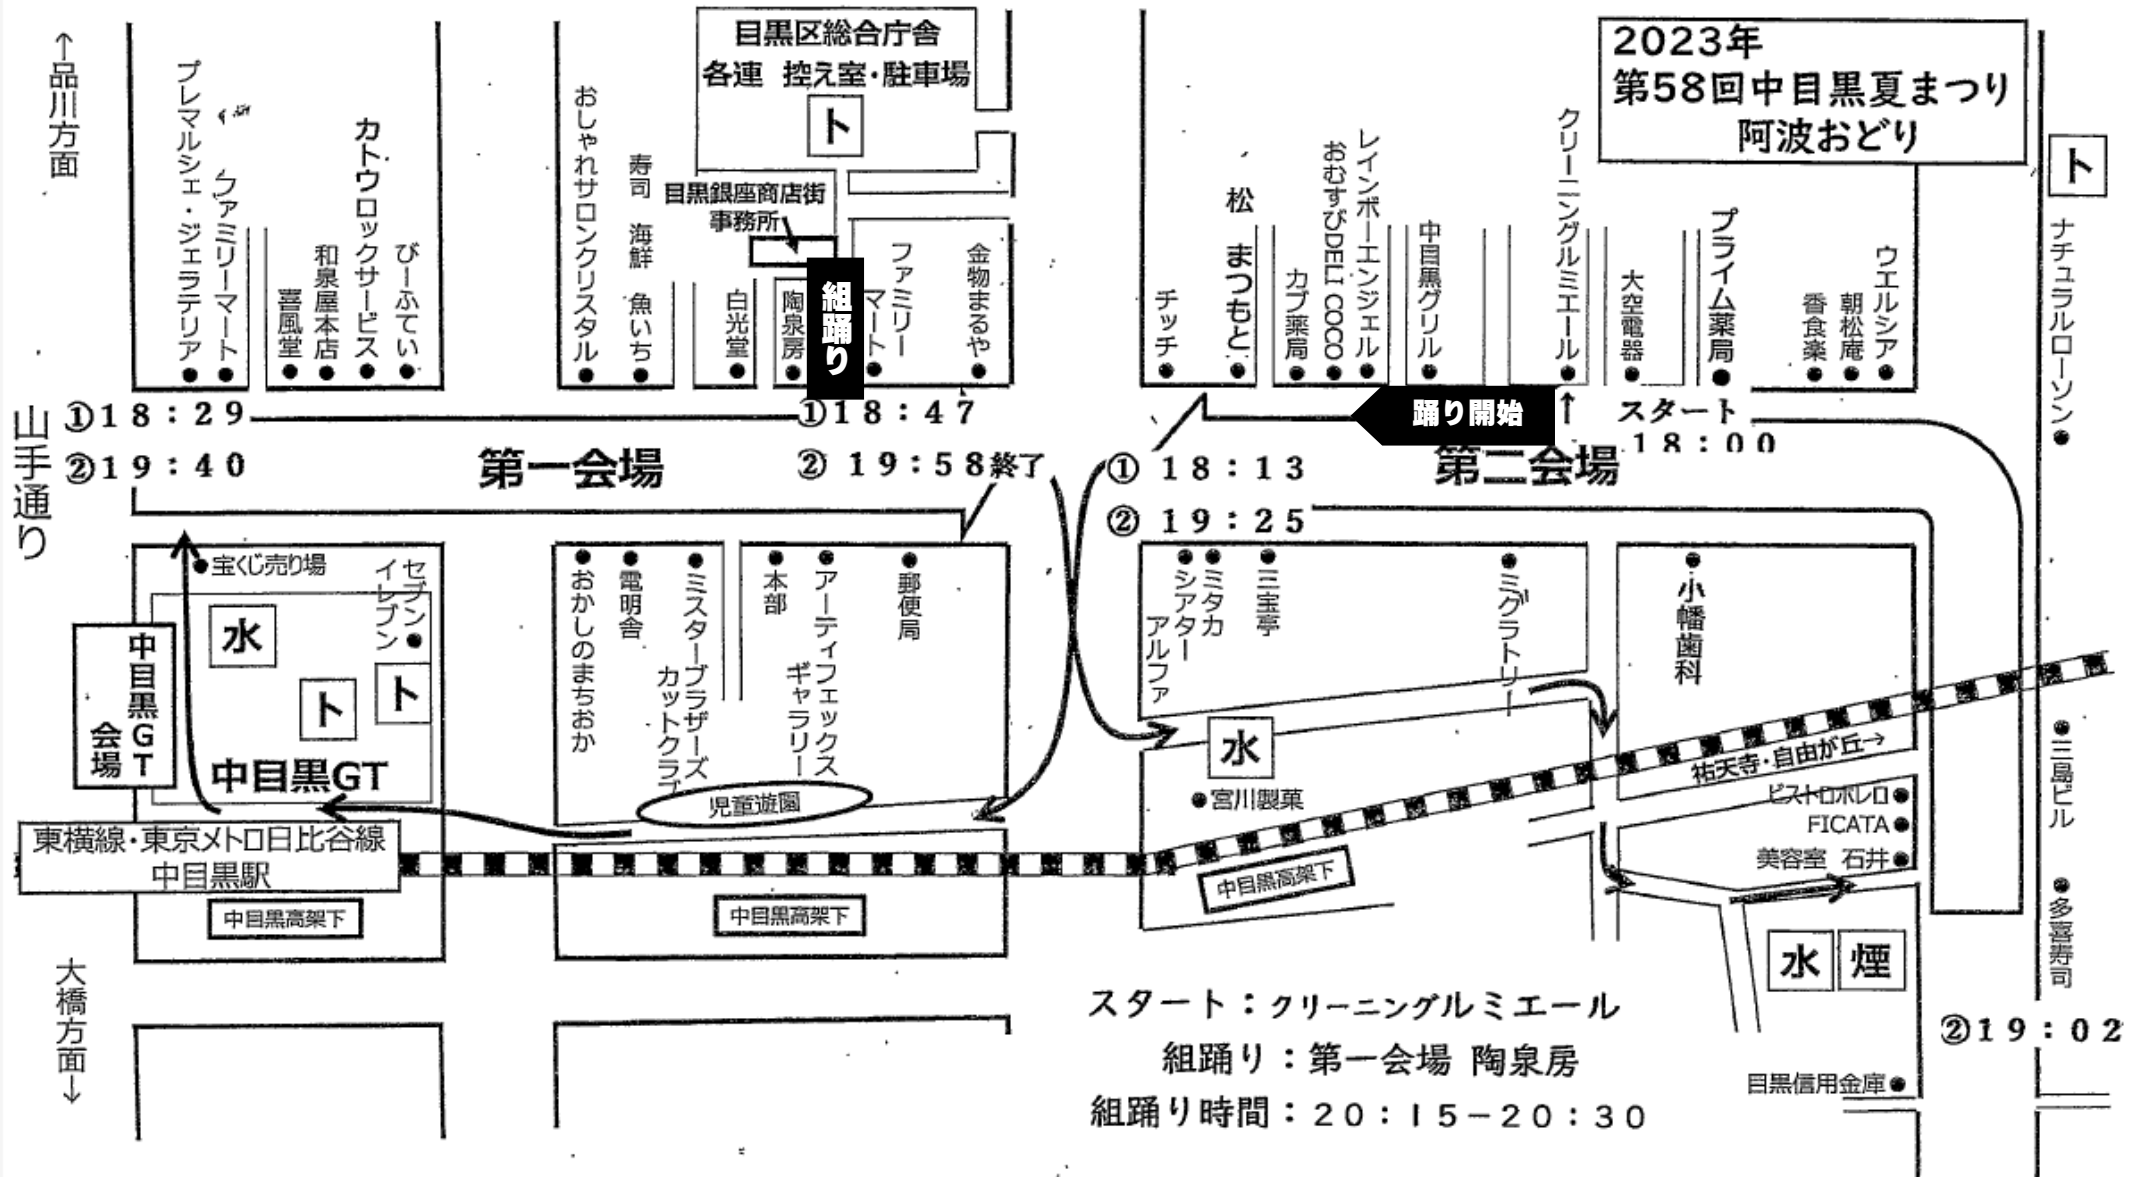 2023年
第58回中目黒夏まつり
阿波おどり
↑品川方面
プレマルシェ・ジェラテリア
ファミリーマート
喜風堂
和泉屋本店
カトウロックサービス
びーふてい
おしゃれサロンクリスタル
寿司 海鮮 魚いち
目黒区総合庁舎
各連 控え室・駐車場
ト
目黒銀座商店街
事務所
白光堂
陶泉房
組踊り
ファミリー
マート
金物まるや
チッチ
松 まつもと
カブ薬局
おむすびDELI COCO
レインボーエンジェル
中目黒グリル
クリーニングルミエール
大空電器
プライム薬局
香食楽
朝松庵
ウエルシア
ト
ナチュラルローソン
山手通り
①18:29
②19:40
第一会場
①18:47
② 19:58終了
① 18:13
② 19:25
踊り開始
↑
スタート
18:00
第二会場
宝くじ売り場
セブン
イレブン
水
ト
ト
中目黒GT
会場
中目黒GT
おかしのまちおか
電明舎
ミスターブラザーズ
カットクラブ
本部
アーティフェックス
ギャラリー
郵便局
児童遊園
シアター
アルファ
ミタカ
三宝亭
ミグラトリー
小幡歯科
水
宮川製菓
祐天寺・自由が丘→
ビストロボレロ
FICATA
美容室 石井
三島ビル
多喜寿司
東横線・東京メトロ日比谷線
中目黒駅
中目黒高架下
中目黒高架下
中目黒高架下
水
煙
②19:02
目黒信用金庫
大橋方面↓
スタート：クリーニングルミエール
組踊り：第一会場 陶泉房
組踊り時間：20：15－20：30